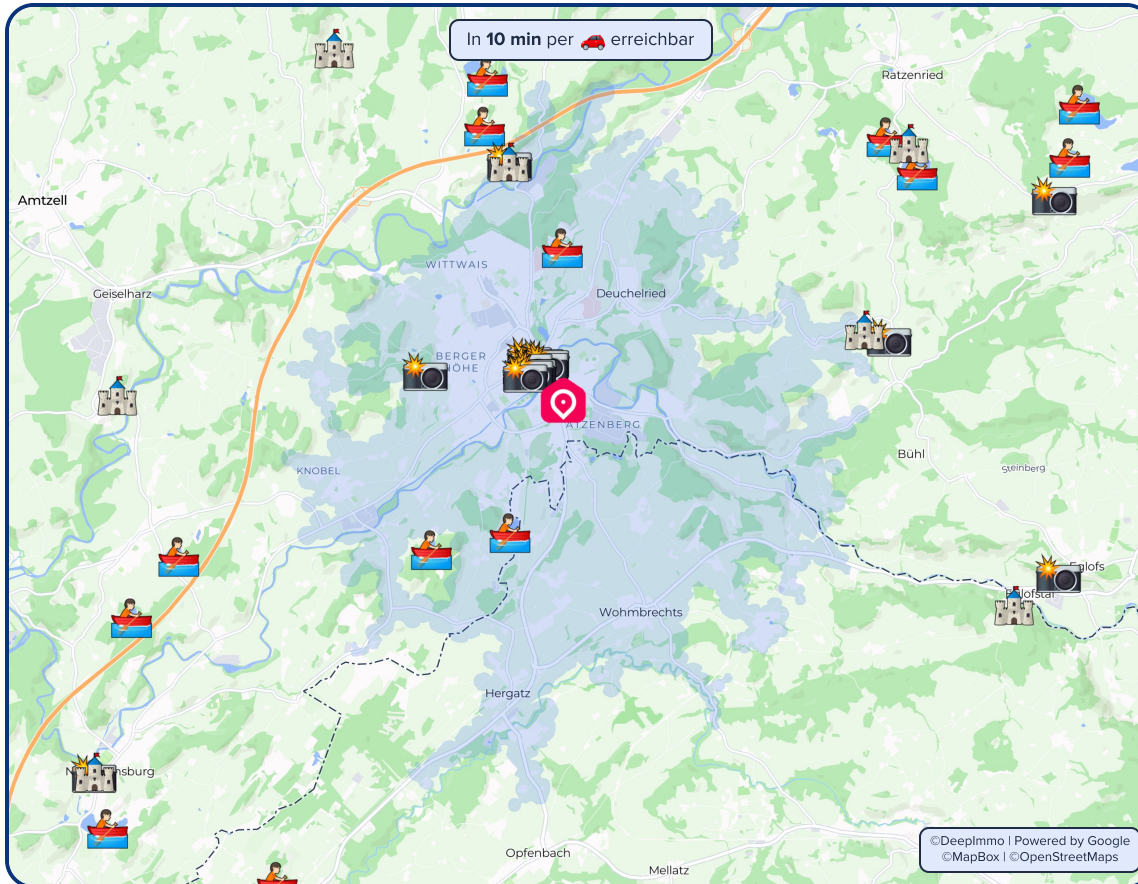 In 10 min per erreichbar
Ratzenried
Amtzell
WITTWAIS
Geiselharz
Deuchelried
BERGER
HÖHE
ATZENBERG
KNOBEL
Bühl
Steinberg
Eglofs
Wohmbrechts
Hergatz
Opfenbach
Mellatz
©DeepImmo | Powered by Google
©MapBox | ©OpenStreetMaps